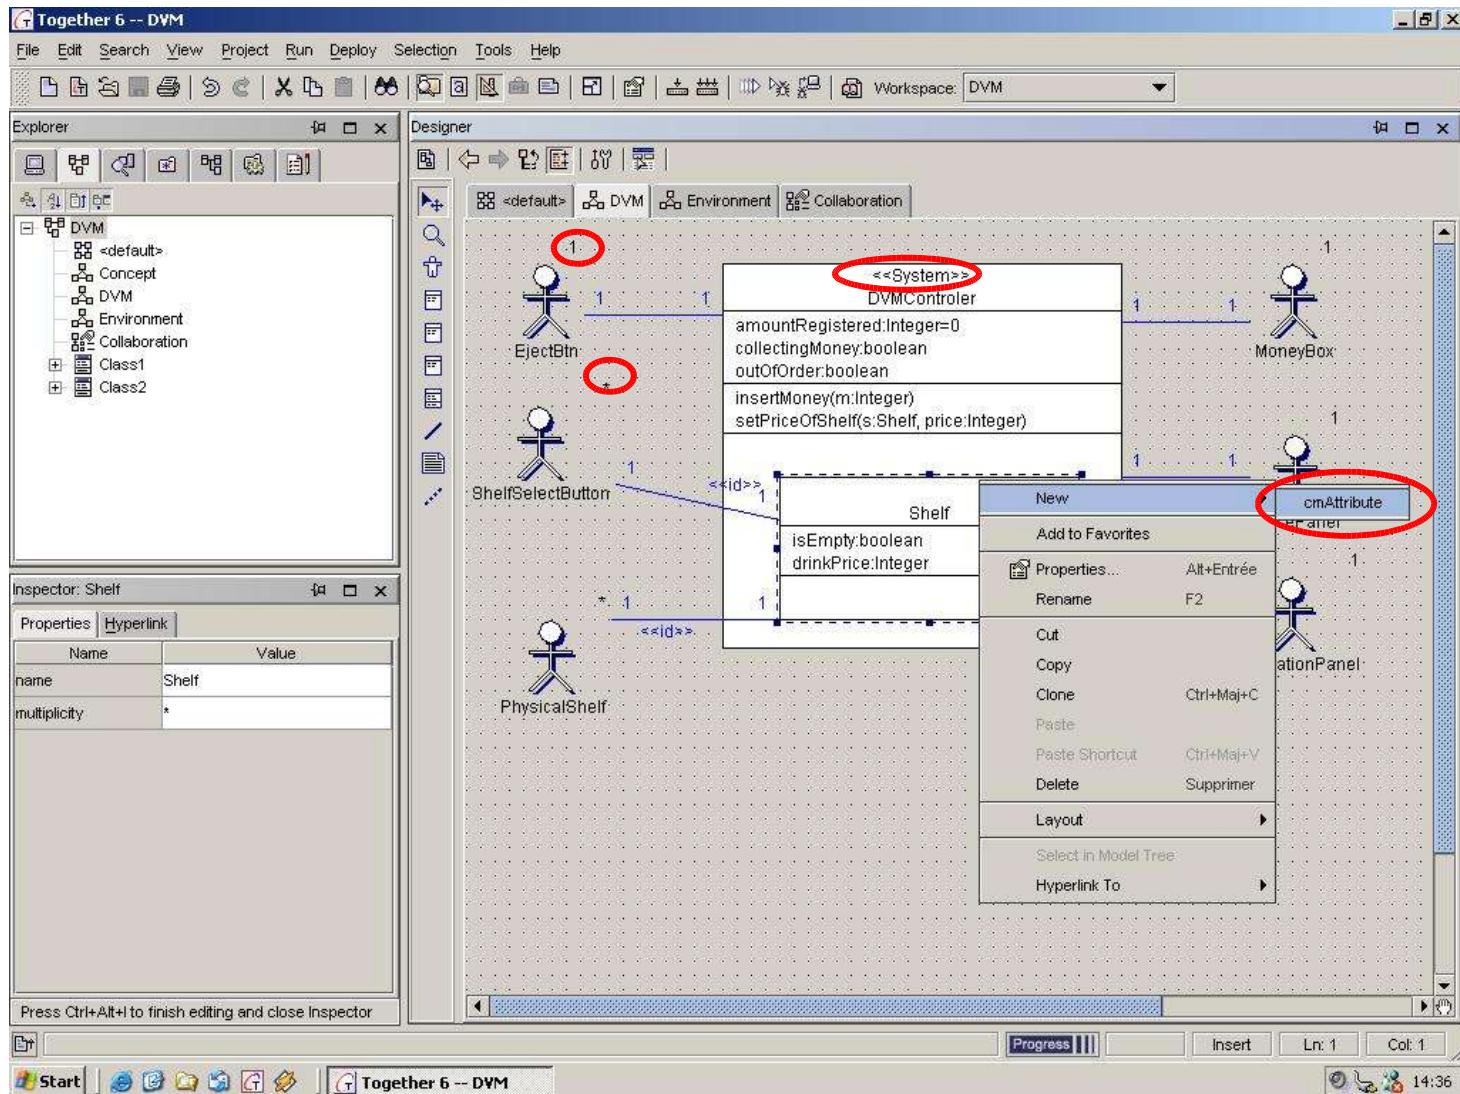 Together 6 -- DVM
File Edit Search View Project Run Deploy Selection Tools Help
Workspace: DVM
Explorer
Designer
<default> DVM Environment Collaboration
DVM
<default>
Concept
DVM
Environment
Collaboration
Class1
Class2
1
1
<<System>>
DVMControler
1 1
1 1
amountRegistered:Integer=0
collectingMoney:boolean
outOfOrder:boolean
EjectBtn
MoneyBox
*
insertMoney(m:Integer)
setPriceOfShelf(s:Shelf, price:Integer)
1
1 1
1
<<id>>
1
ShelfSelectButton
Shelf
isEmpty:boolean
drinkPrice:Integer
* 1
1
<<id>>
1
PhysicalShelf
ationPanel
New
cmAttribute
Add to Favorites
Properties... Alt+Entrée
Rename F2
Cut
Copy
Clone Ctrl+Maj+C
Paste
Paste Shortcut Ctrl+Maj+V
Delete Supprimer
Layout
Select in Model Tree
Hyperlink To
Inspector: Shelf
Properties Hyperlink
Name Value
name Shelf
multiplicity *
Press Ctrl+Alt+I to finish editing and close Inspector
Progress Insert Ln: 1 Col: 1
Start Together 6 -- DVM 14:36